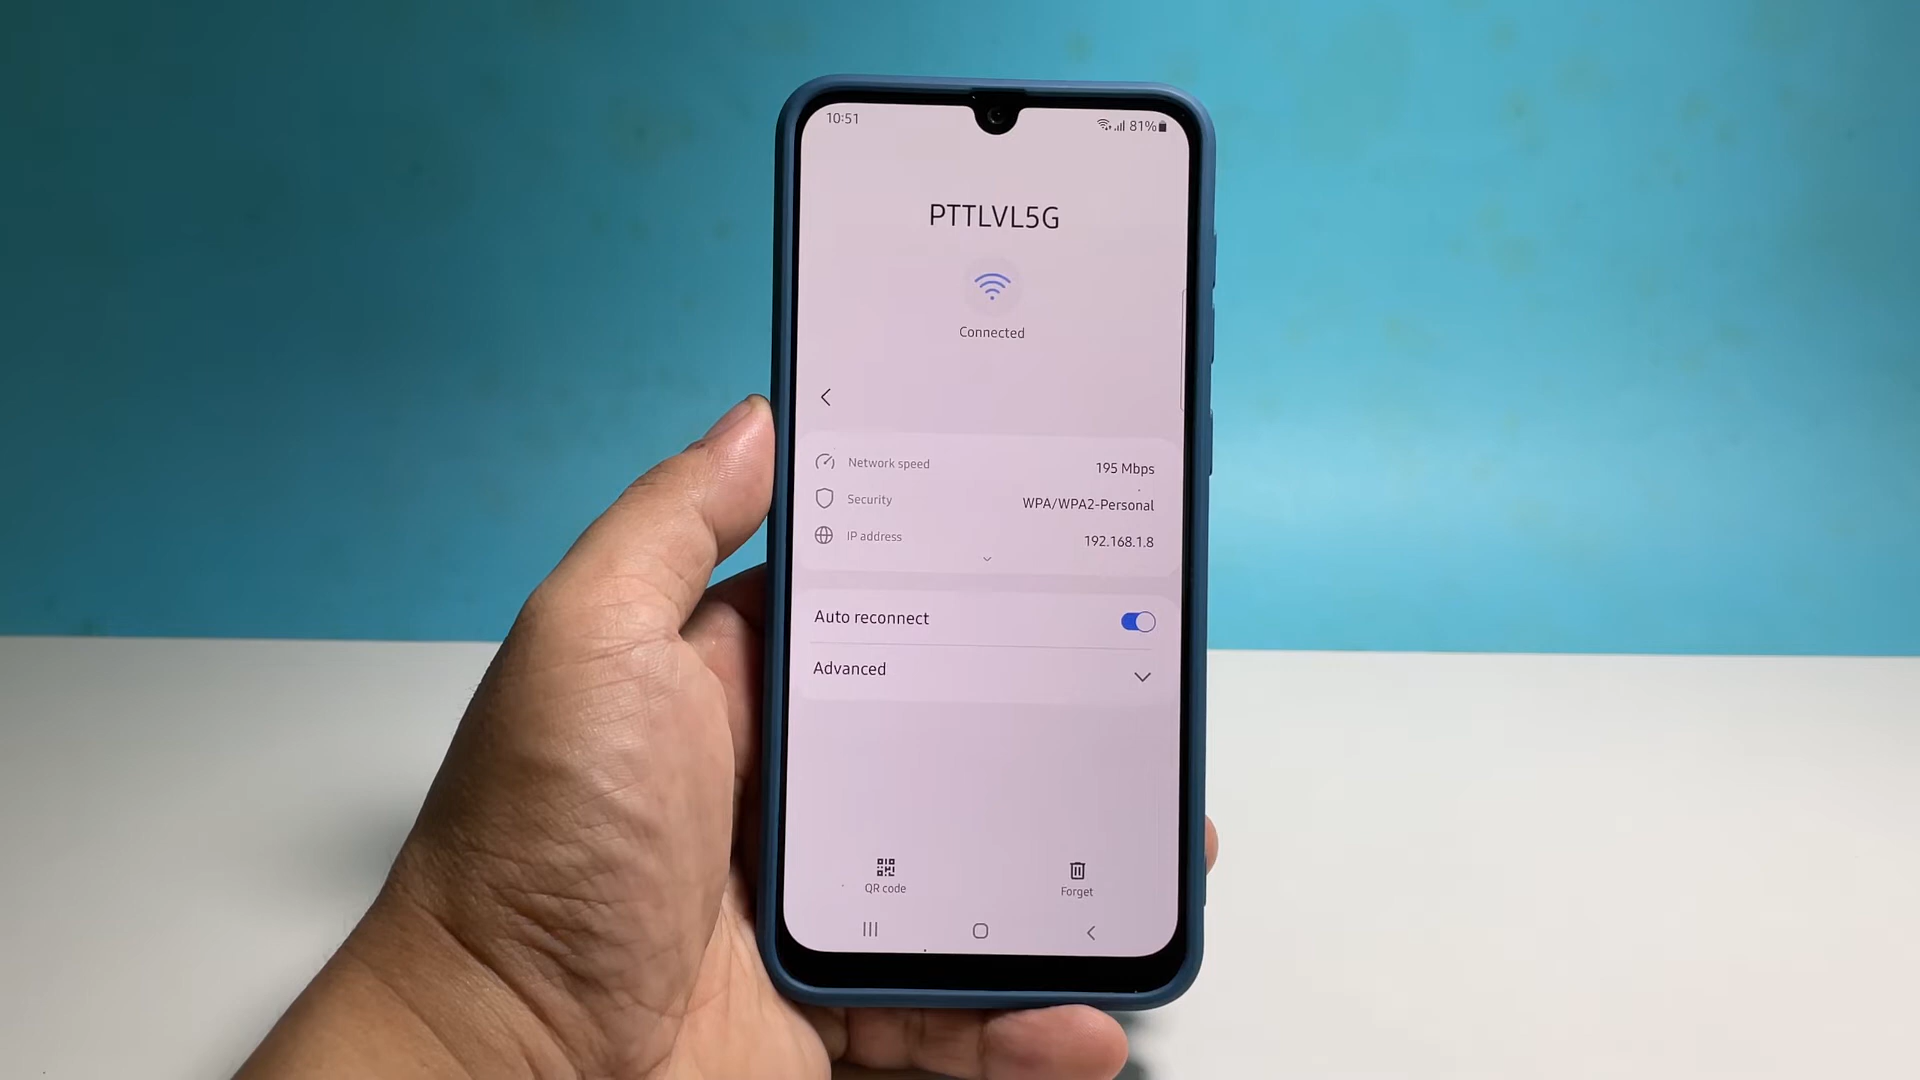 10:51 81%
PTTLVL5G
Connected
Network speed 195 Mbps
Security WPA/WPA2-Personal
IP address 192.168.1.8
Auto reconnect
Advanced
QR code Forget